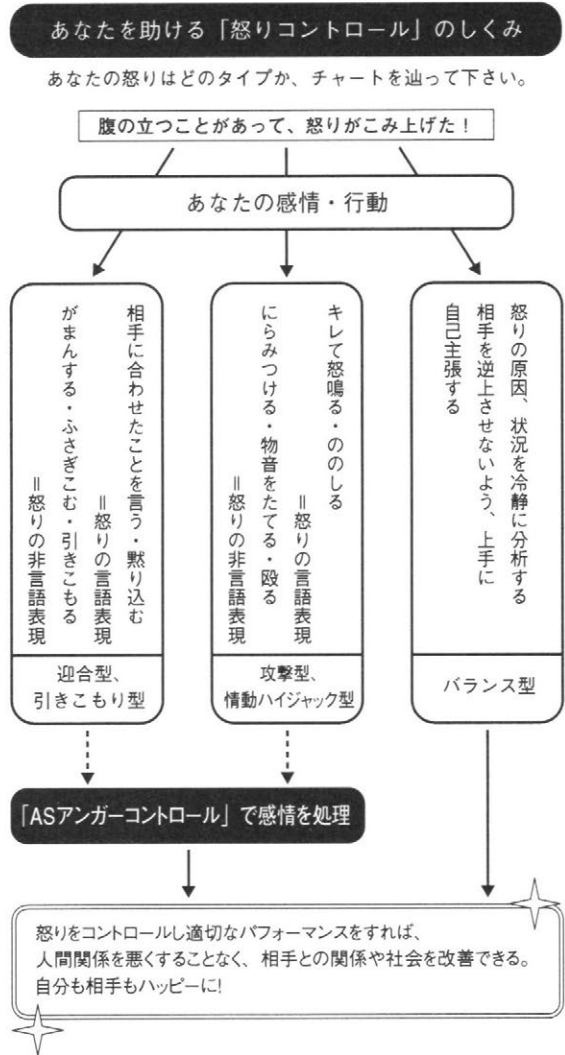 あなたを助ける「怒りコントロール」のしくみ
あなたの怒りはどのタイプか、チャートを辿って下さい。
腹の立つことがあって、怒りがこみ上げた！
あなたの感情・行動
相手に合わせたことを言う・黙り込む
＝怒りの言語表現
がまんする・ふさぎこむ・引きこもる
＝怒りの非言語表現
迎合型、
引きこもり型
キレて怒鳴る・ののしる
＝怒りの言語表現
にらみつける・物音をたてる・殴る
＝怒りの非言語表現
攻撃型、
情動ハイジャック型
怒りの原因、状況を冷静に分析する
相手を逆上させないよう、上手に
自己主張する
バランス型
「ASアンガーコントロール」で感情を処理
怒りをコントロールし適切なパフォーマンスをすれば、
人間関係を悪くすることなく、相手との関係や社会を改善できる。
自分も相手もハッピーに!